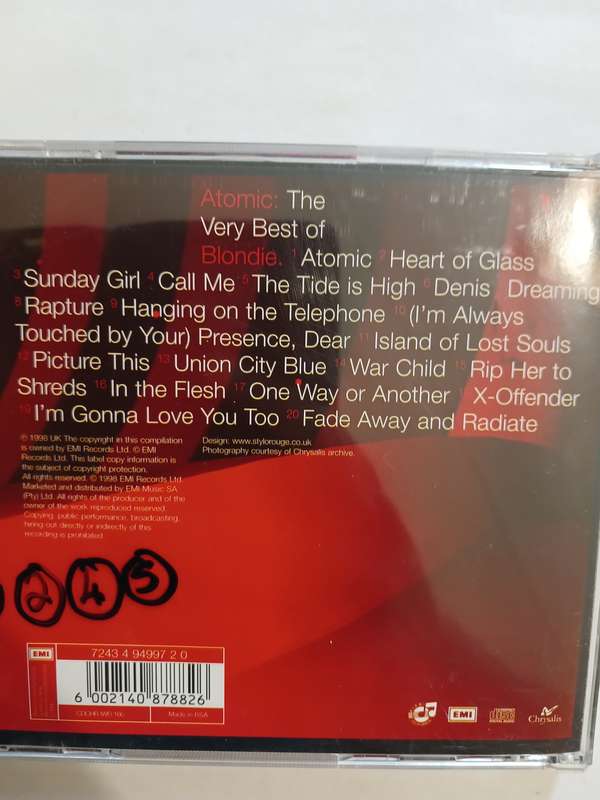 Atomic: The
Very Best of
Blondie. 1 Atomic 2 Heart of Glass
3 Sunday Girl 4 Call Me 5 The Tide is High 6 Denis Dreaming
8 Rapture 9 Hanging on the Telephone 10 (I'm Always
Touched by Your) Presence, Dear 11 Island of Lost Souls
12 Picture This 13 Union City Blue 14 War Child 15 Rip Her to
Shreds 16 In the Flesh 17 One Way or Another X-Offender
19 I'm Gonna Love You Too 20 Fade Away and Radiate
℗ 1998 UK The copyright in this compilation
is owned by EMI Records Ltd. © EMI
Records Ltd. This label copy information is
the subject of copyright protection.
All rights reserved. © 1998 EMI Records Ltd
Marketed and distributed by EMI Music SA
(Pty) Ltd. All rights of the producer and of the
owner of the work reproduced reserved.
Copying, public performance, broadcasting,
hiring out directly or indirectly of this
recording is prohibited
Design: www.stylorouge.co.uk
Photography courtesy of Chrysalis archive.
2 4 5
EMI
7243 4 94997 2 0
6 002140 878826
Made in RSA
EMI
Chrysalis